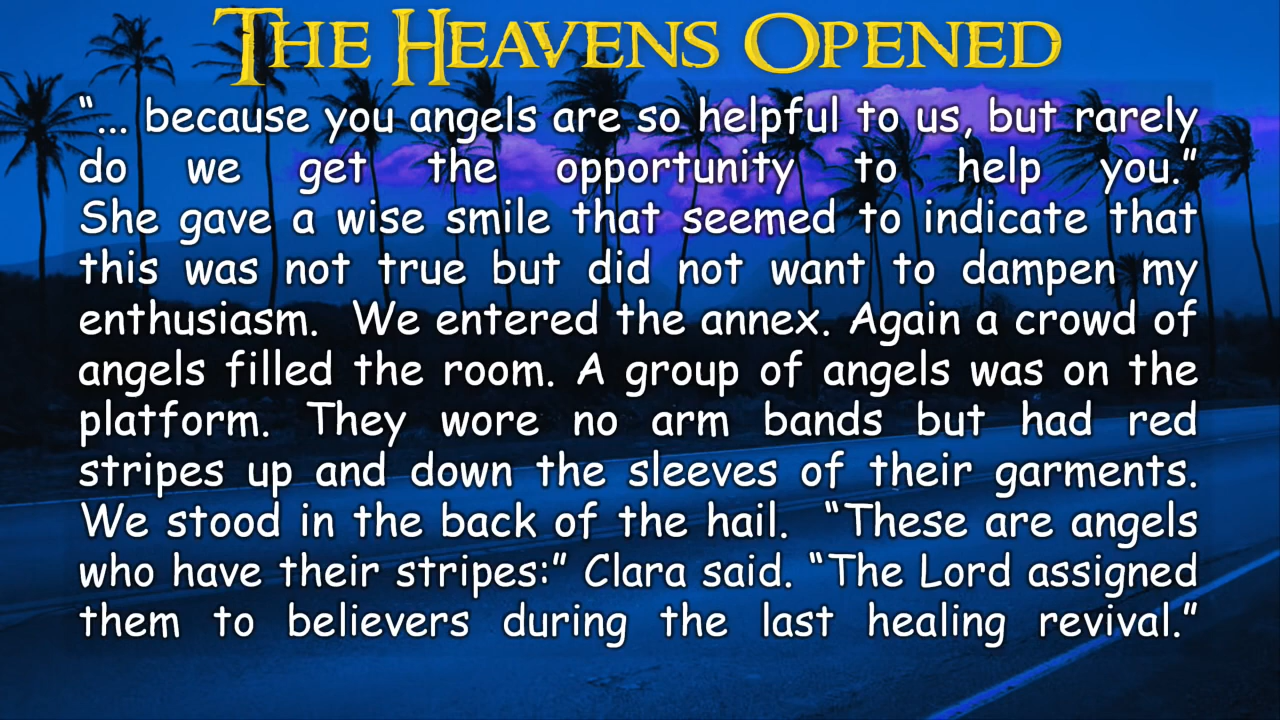 THE HEAVENS OPENED
“... because you angels are so helpful to us, but rarely
do we get the opportunity to help you.”
She gave a wise smile that seemed to indicate that
this was not true but did not want to dampen my
enthusiasm. We entered the annex. Again a crowd of
angels filled the room. A group of angels was on the
platform. They wore no arm bands but had red
stripes up and down the sleeves of their garments.
We stood in the back of the hail. “These are angels
who have their stripes:” Clara said. “The Lord assigned
them to believers during the last healing revival.”